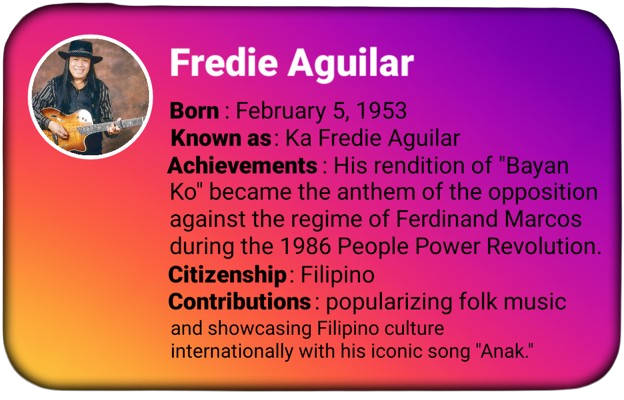 Fredie Aguilar
Born : February 5, 1953
Known as : Ka Fredie Aguilar
Achievements : His rendition of "Bayan
Ko" became the anthem of the opposition
against the regime of Ferdinand Marcos
during the 1986 People Power Revolution.
Citizenship : Filipino
Contributions : popularizing folk music
and showcasing Filipino culture
internationally with his iconic song "Anak."